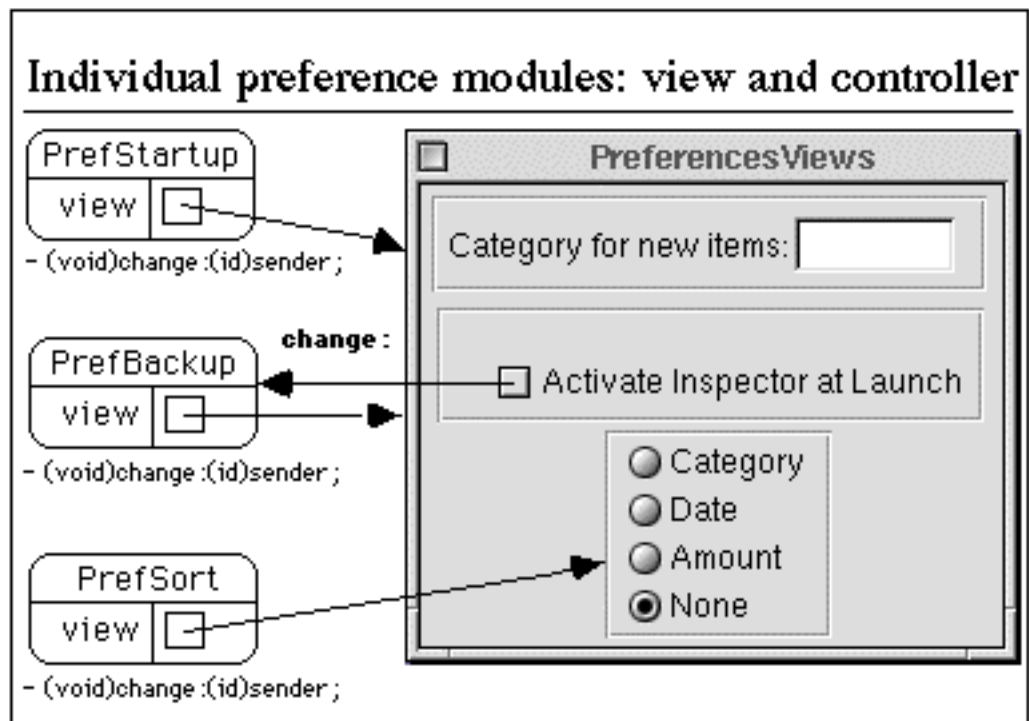 Individual preference modules: view and controller
PrefStartup
view
- (void)change:(id)sender;
PreferencesViews
Category for new items:
change:
PrefBackup
view
- (void)change:(id)sender;
Activate Inspector at Launch
Category
Date
Amount
None
PrefSort
view
- (void)change:(id)sender;